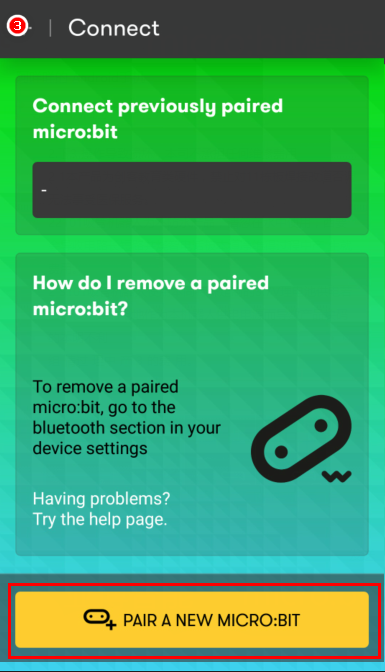 3 | Connect
Connect previously paired
micro:bit
-
How do I remove a paired
micro:bit?
To remove a paired
micro:bit, go to the
bluetooth section in your
device settings
Having problems?
Try the help page.
PAIR A NEW MICRO:BIT